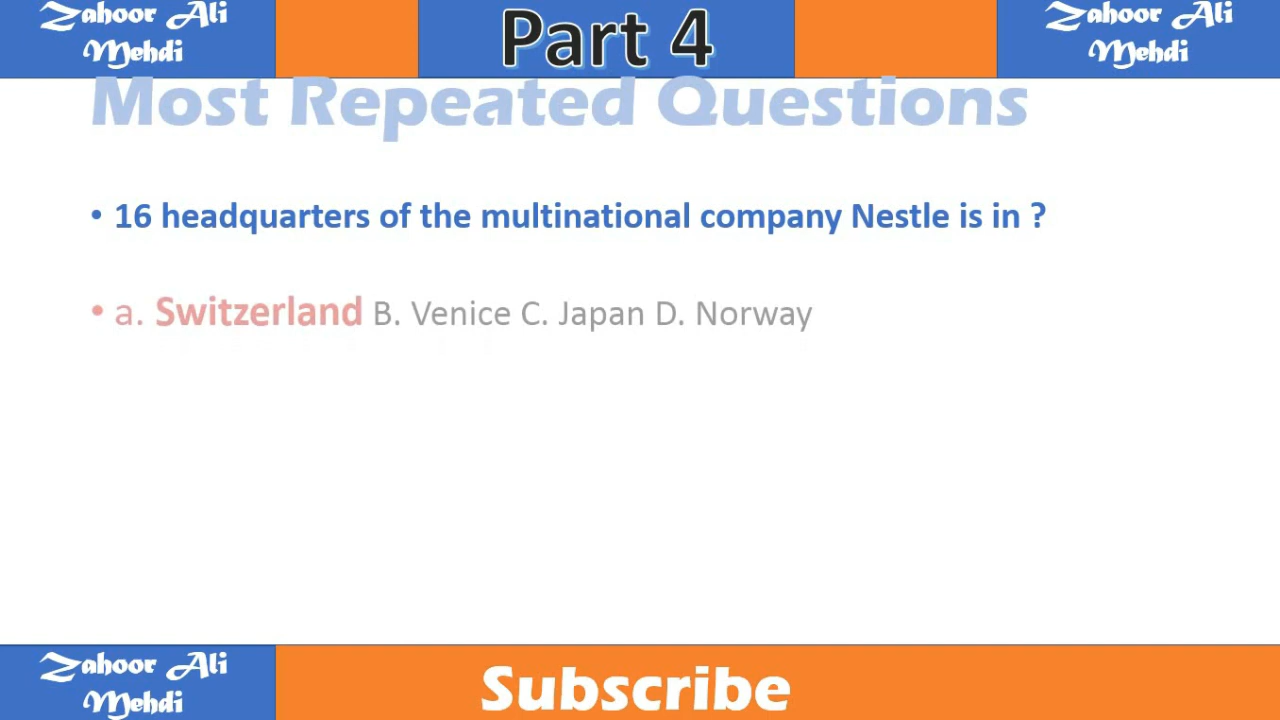 Zahoor Ali
Mehdi
Part 4
Zahoor Ali
Mehdi
Most Repeated Questions
• 16 headquarters of the multinational company Nestle is in ?
• a. Switzerland B. Venice C. Japan D. Norway
Zahoor Ali
Mehdi
Subscribe